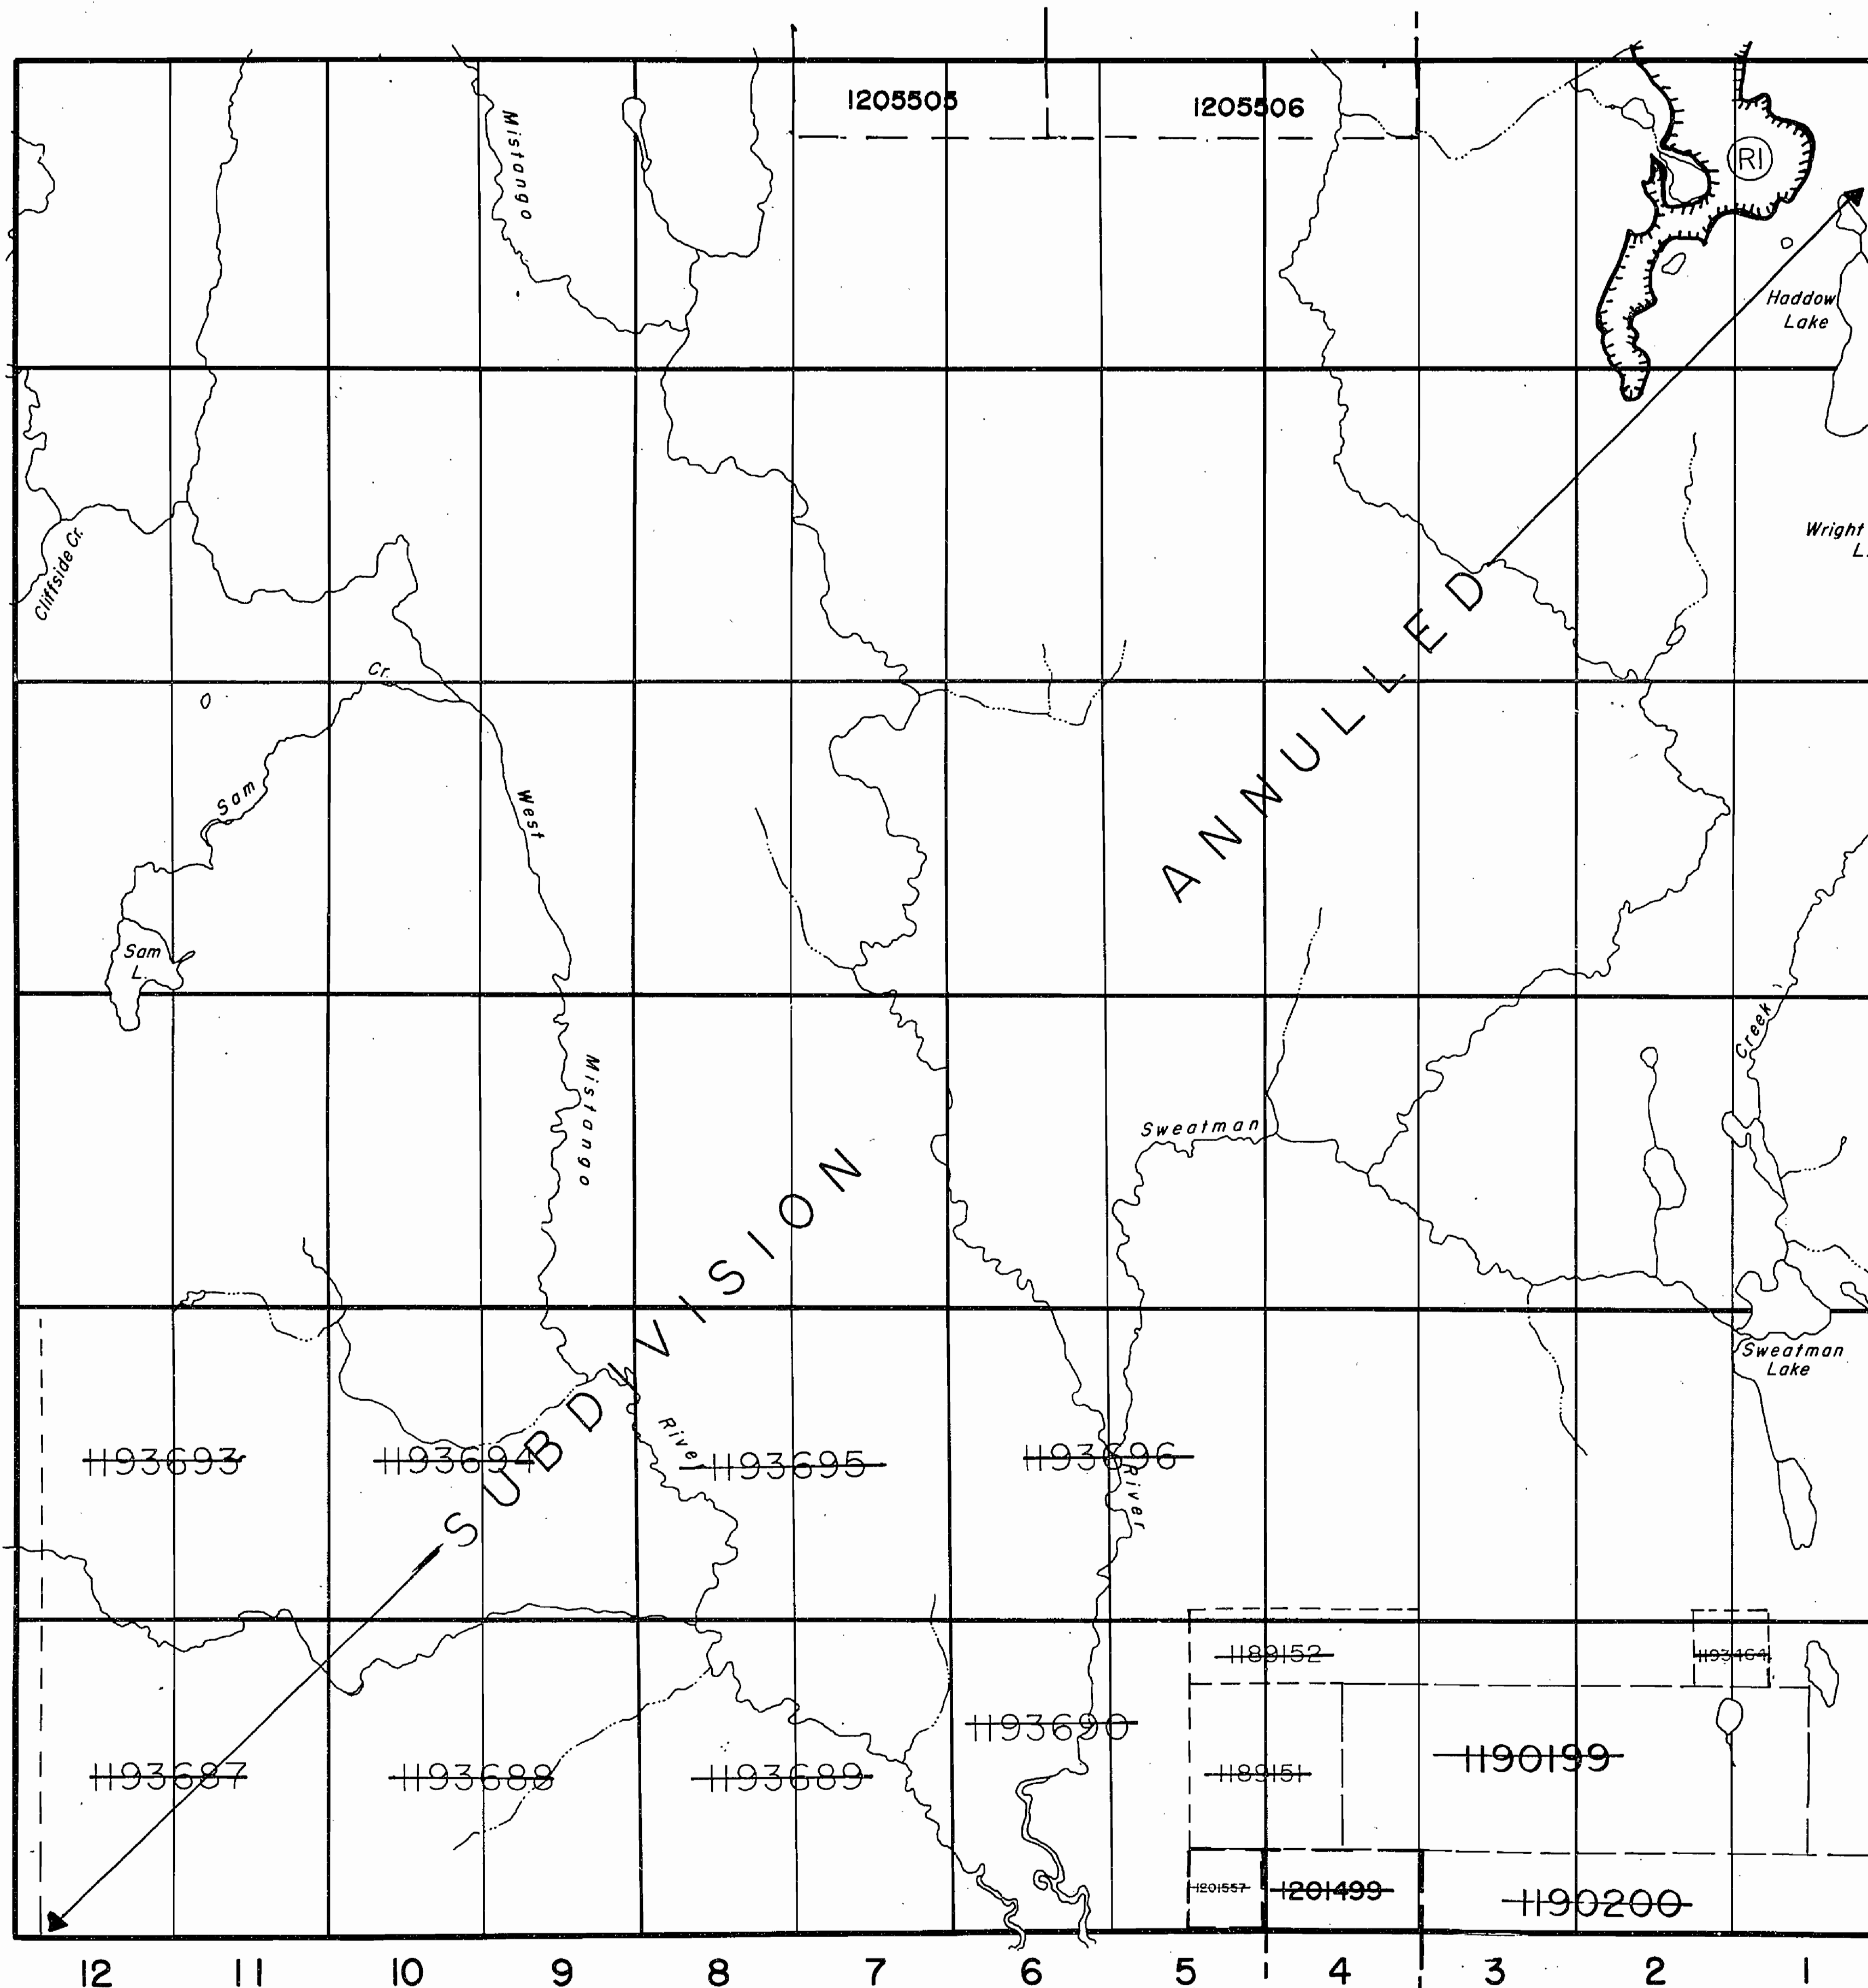 1205505
1205506
RI
Mistango
Haddow
Lake
Cliffside Cr.
Wright
L.
Cr.
Sam
West
Sam
L.
SUBDIVISION ANNULLED
Creek
Mistango
Sweatman
Sweatman
Lake
River
River
1193693
1193694
1193695
1193696
1189152
1193464
1193690
1190199
1193687
1193688
1193689
1189151
1201557
1201499
1190200
12 11 10 9 8 7 6 5 4 3 2 1